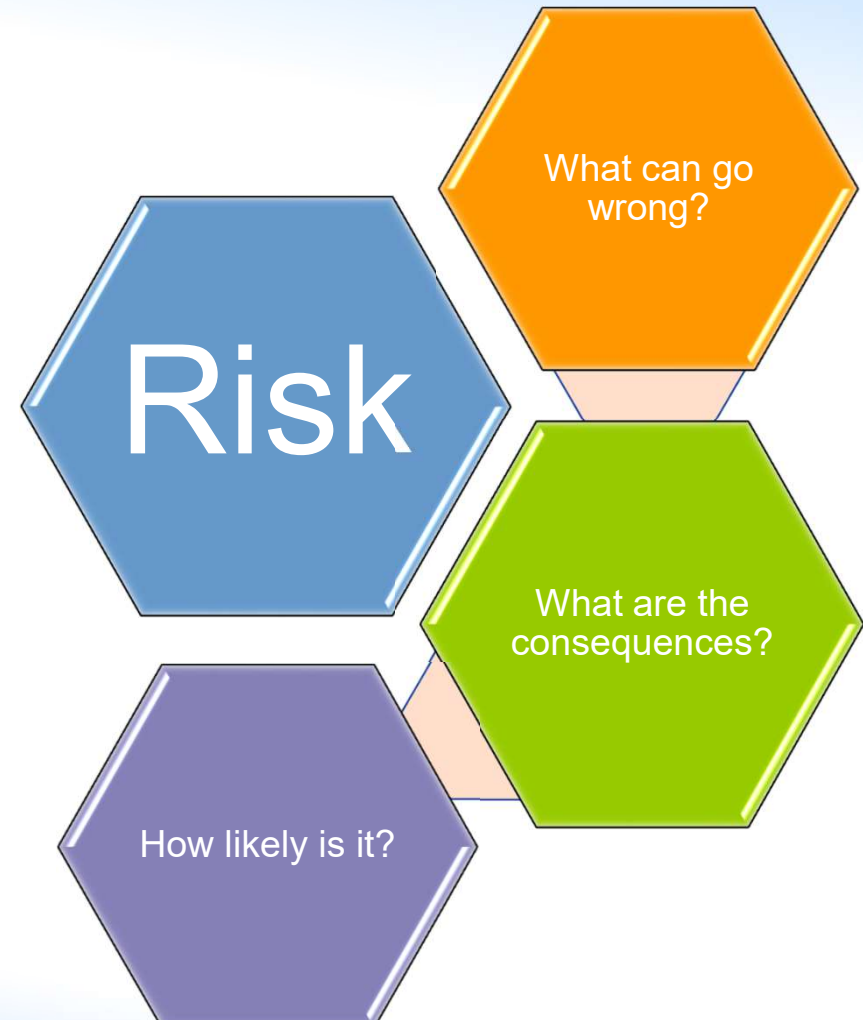 Risk
What can go
wrong?
What are the
consequences?
How likely is it?